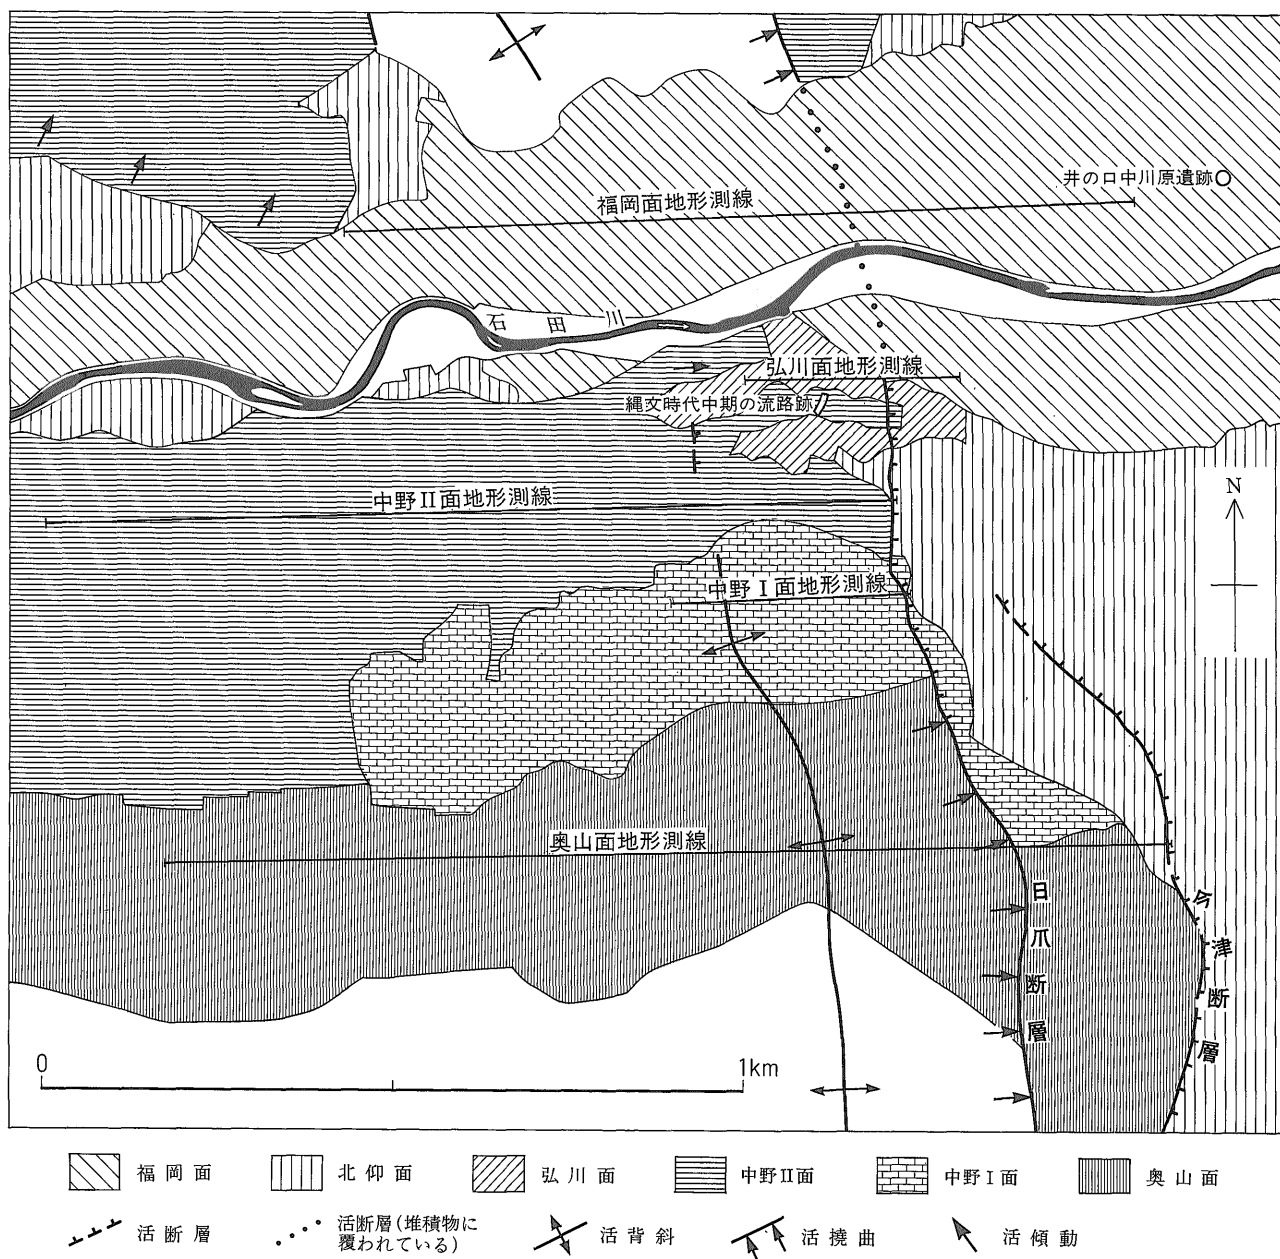 井の口中川原遺跡
福岡面地形測線
石田川
弘川面地形測線
縄文時代中期の流路跡
中野II面地形測線
N
中野I面地形測線
奥山面地形測線
日爪断層
今津断層
0 1km
福岡面 北仰面 弘川面 中野II面 中野I面 奥山面
活断層 活断層(堆積物に 活背斜 活撓曲 活傾動
覆われている)